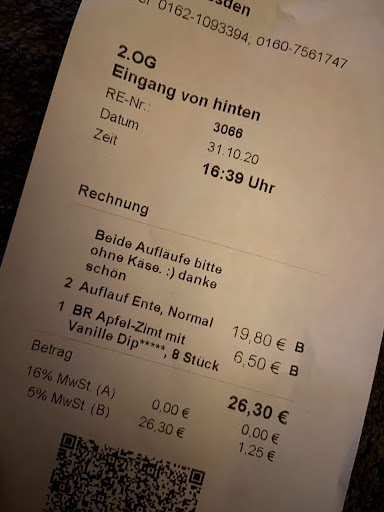 sden
0162-1093394, 0160-7561747
2.OG
Eingang von hinten
RE-Nr.: 3066
Datum 31.10.20
Zeit 16:39 Uhr
Rechnung
Beide Aufläufe bitte
ohne Käse. :) danke
schön
2 Auflauf Ente, Normal 19,80 € B
1 BR Apfel-Zimt mit
Vanille Dip*****, 8 Stück 6,50 € B
Betrag 26,30 €
16% MwSt. (A) 0,00 € 0,00 €
5% MwSt. (B) 26,30 € 1,25 €